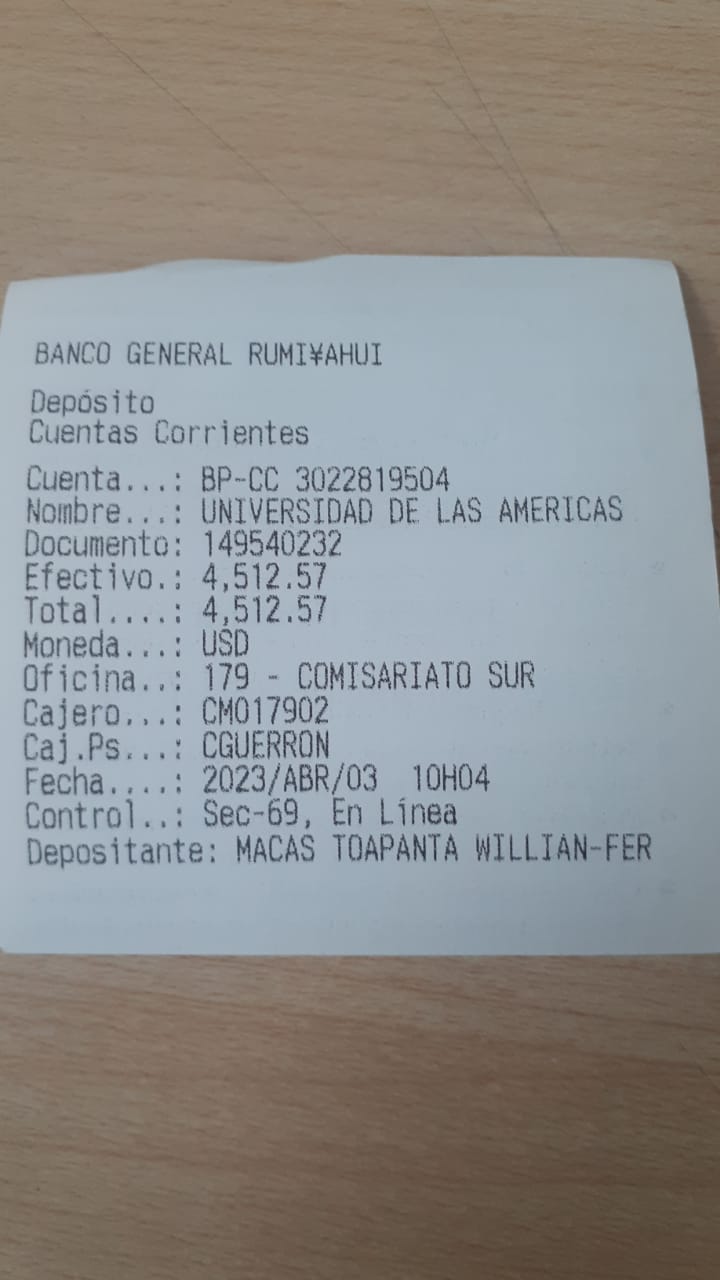 BANCO GENERAL RUMI¥AHUI
Depósito
Cuentas Corrientes
Cuenta...: BP-CC 3022819504
Nombre...: UNIVERSIDAD DE LAS AMERICAS
Documento: 149540232
Efectivo.: 4,512.57
Total....: 4,512.57
Moneda...: USD
Oficina..: 179 - COMISARIATO SUR
Cajero...: CM017902
Caj.Ps...: CGUERRON
Fecha....: 2023/ABR/03  10H04
Control..: Sec-69, En Línea
Depositante: MACAS TOAPANTA WILLIAN-FER